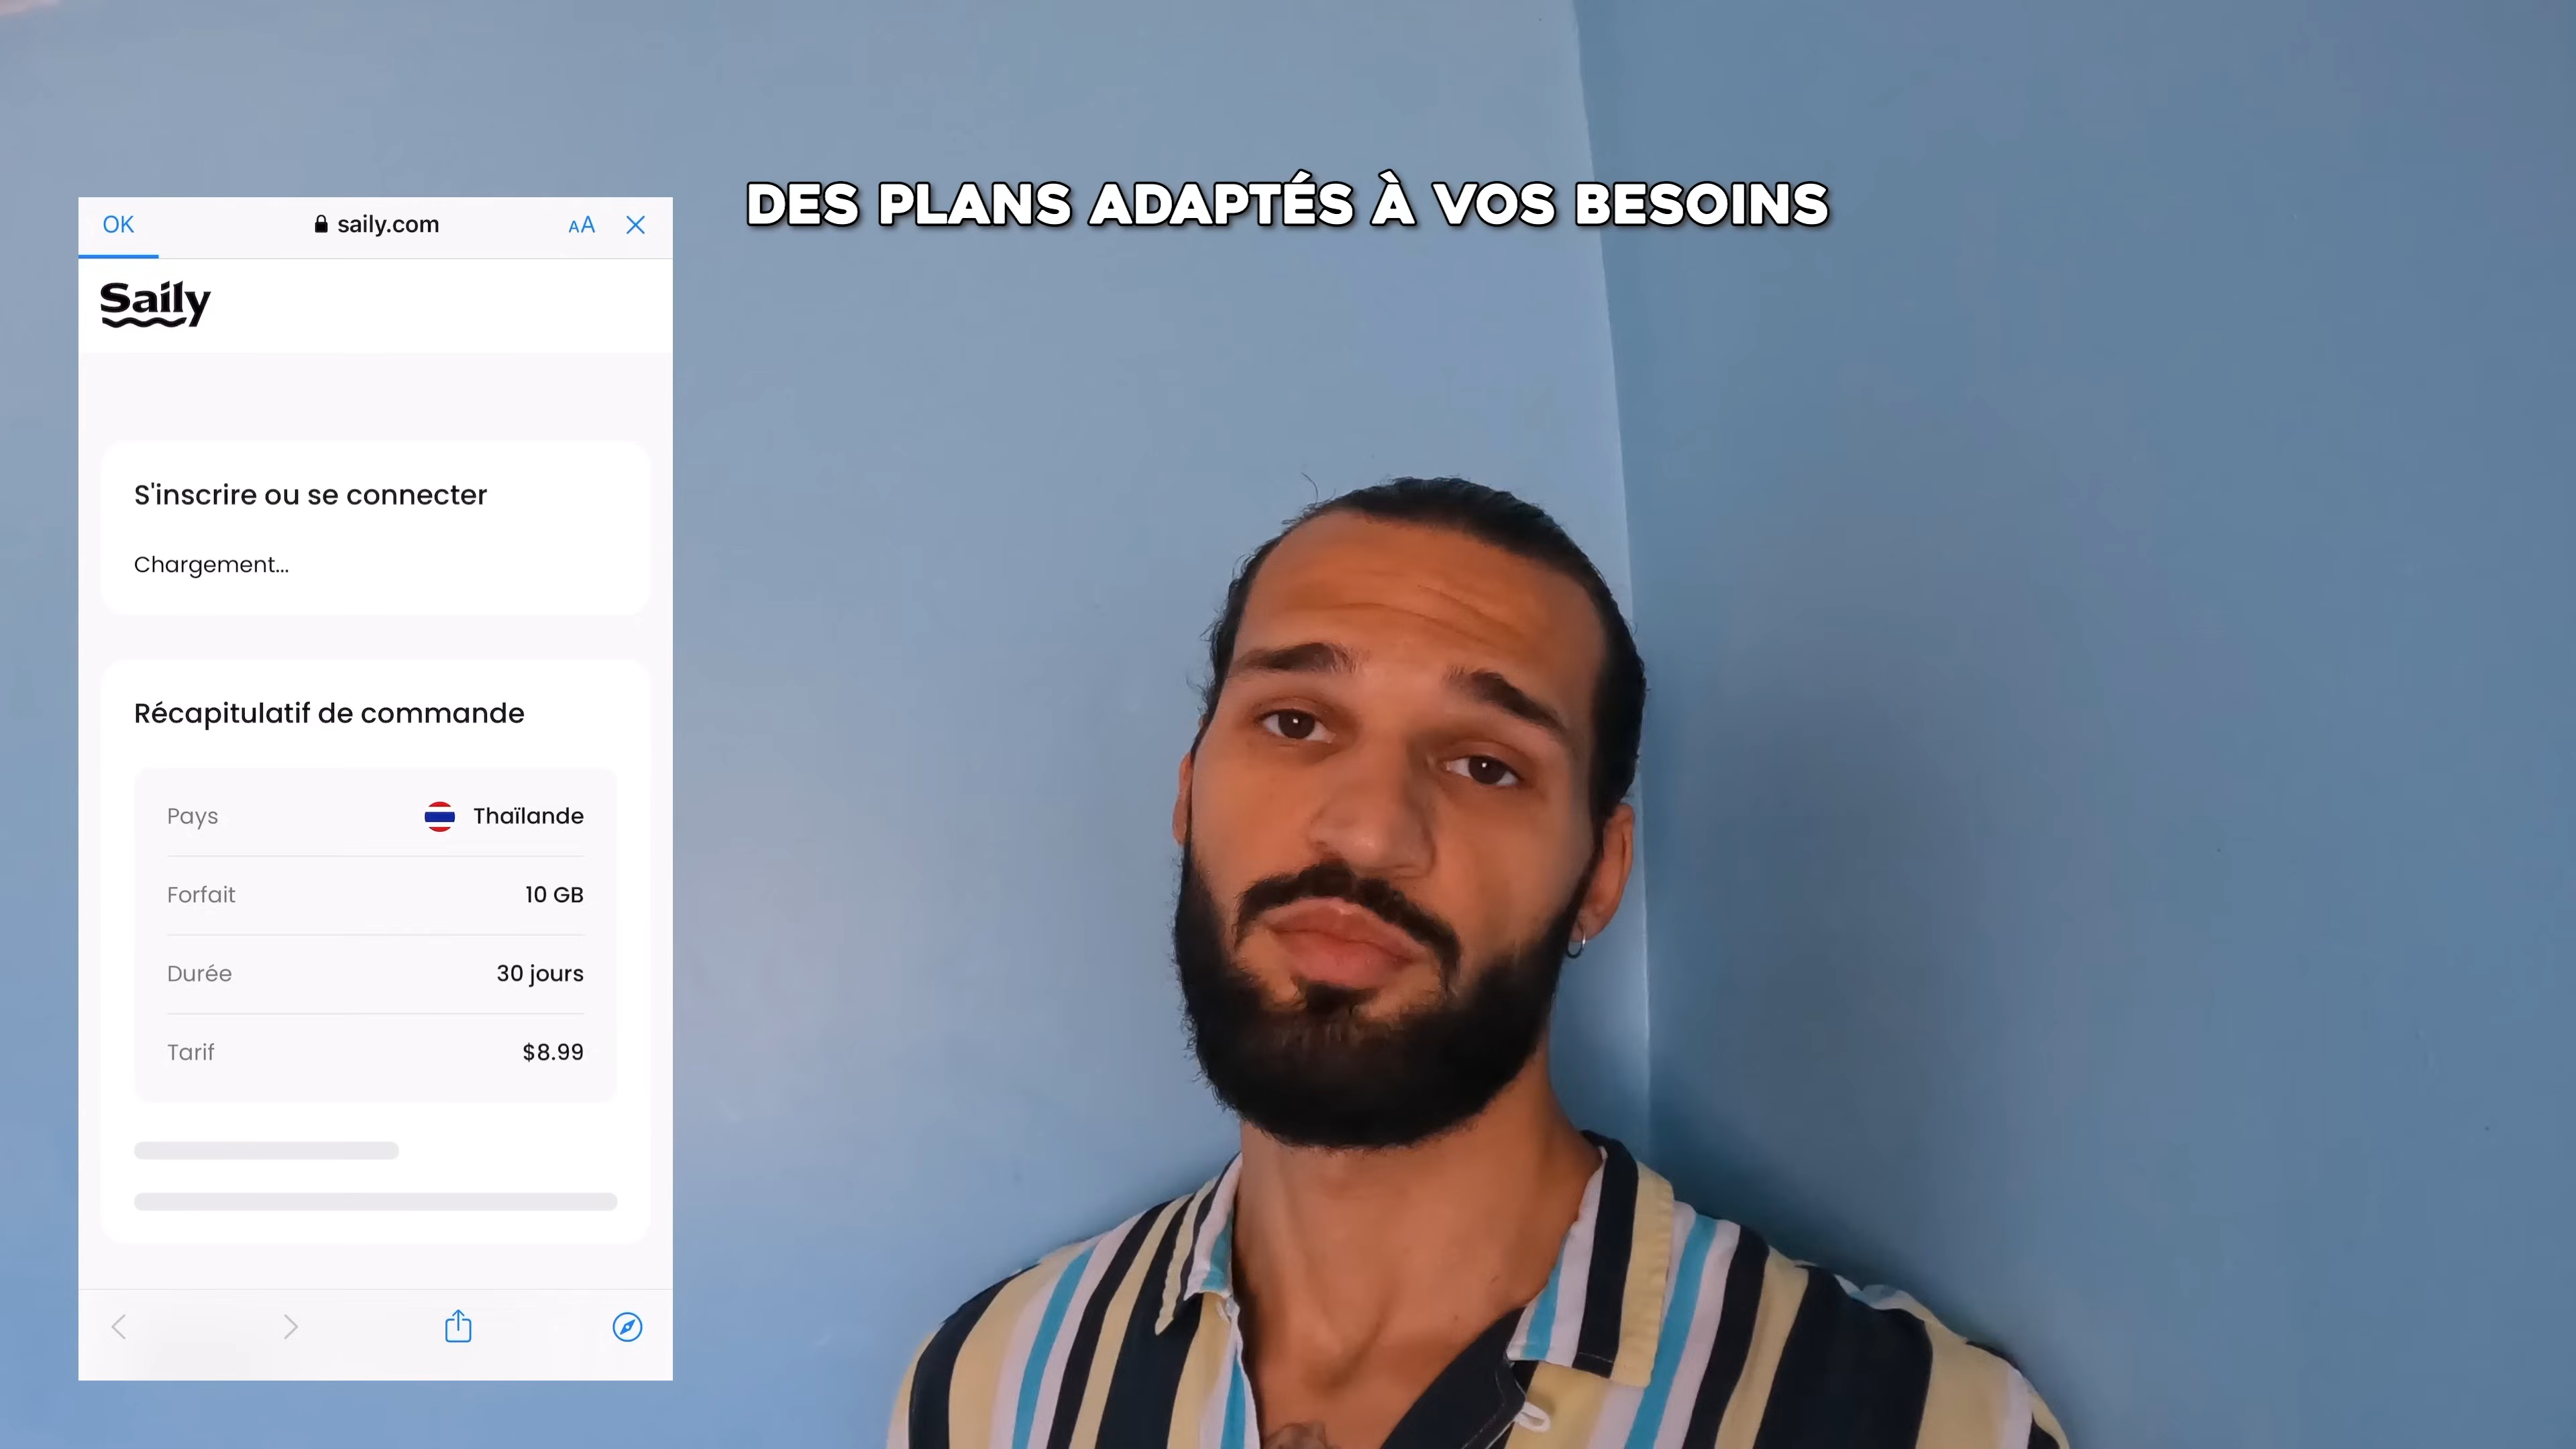 DES PLANS ADAPTÉS À VOS BESOINS
OK
saily.com
AA
Saily
S'inscrire ou se connecter
Chargement...
Récapitulatif de commande
Pays Thaïlande
Forfait 10 GB
Durée 30 jours
Tarif $8.99